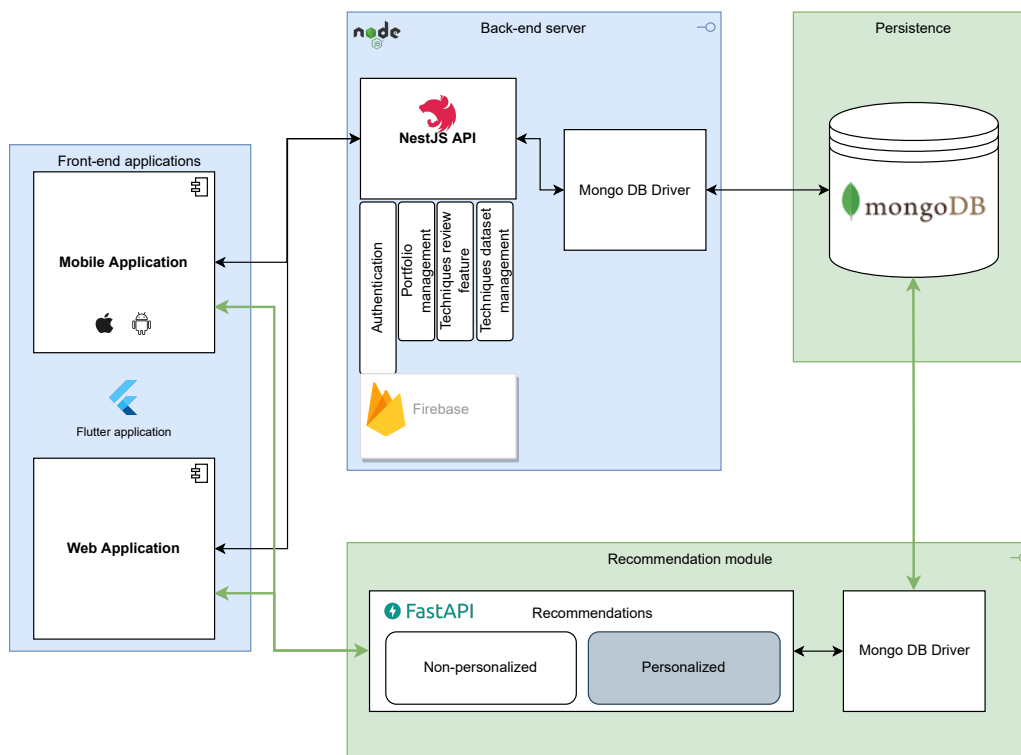 node
JS
Back-end server
Persistence
NestJS API
Front-end applications
Mobile Application
Mongo DB Driver
mongoDB
Authentication
Portfolio
management
Techniques review
feature
Techniques dataset
management
Firebase
Flutter application
Web Application
Recommendation module
FastAPI
Recommendations
Non-personalized
Personalized
Mongo DB Driver